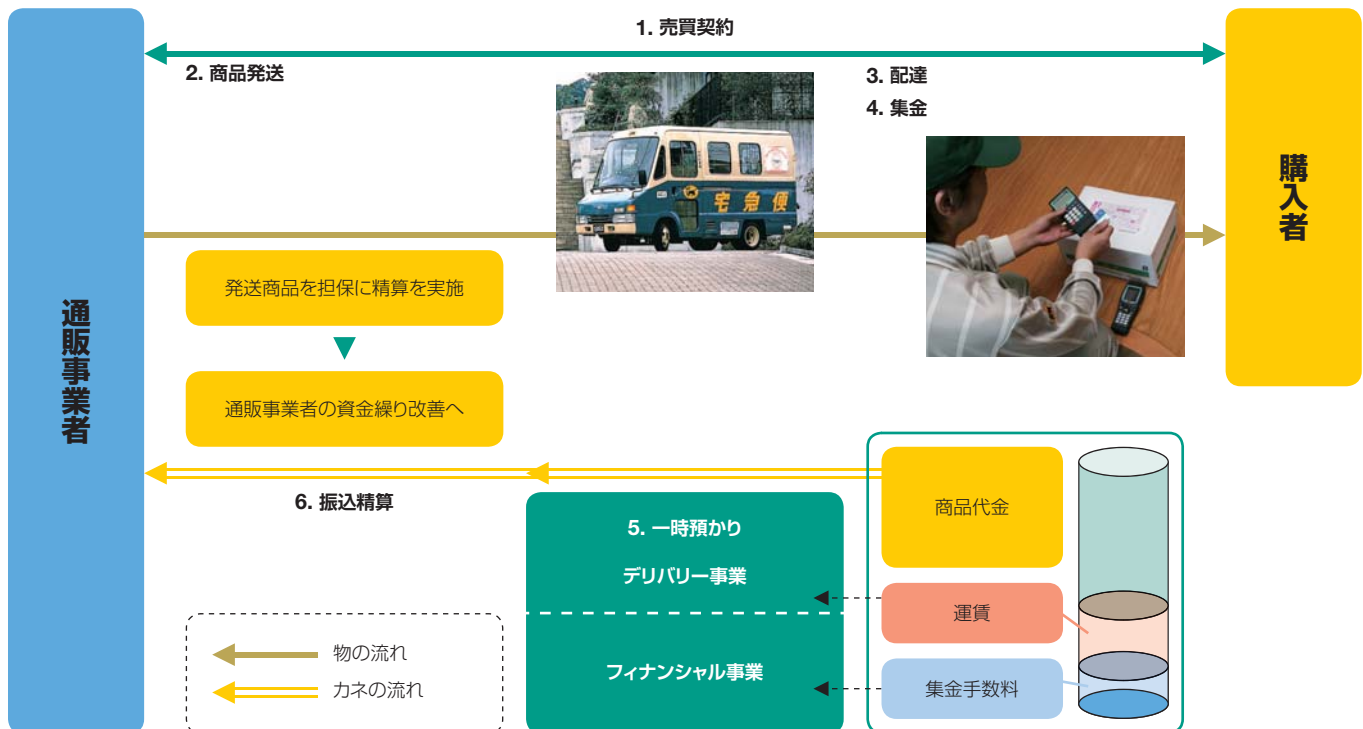 1. 売買契約
2. 商品発送
3. 配達
4. 集金
宅急便
購入者
通販事業者
発送商品を担保に精算を実施
通販事業者の資金繰り改善へ
6. 振込精算
5. 一時預かり
デリバリー事業
フィナンシャル事業
商品代金
運賃
集金手数料
物の流れ
カネの流れ